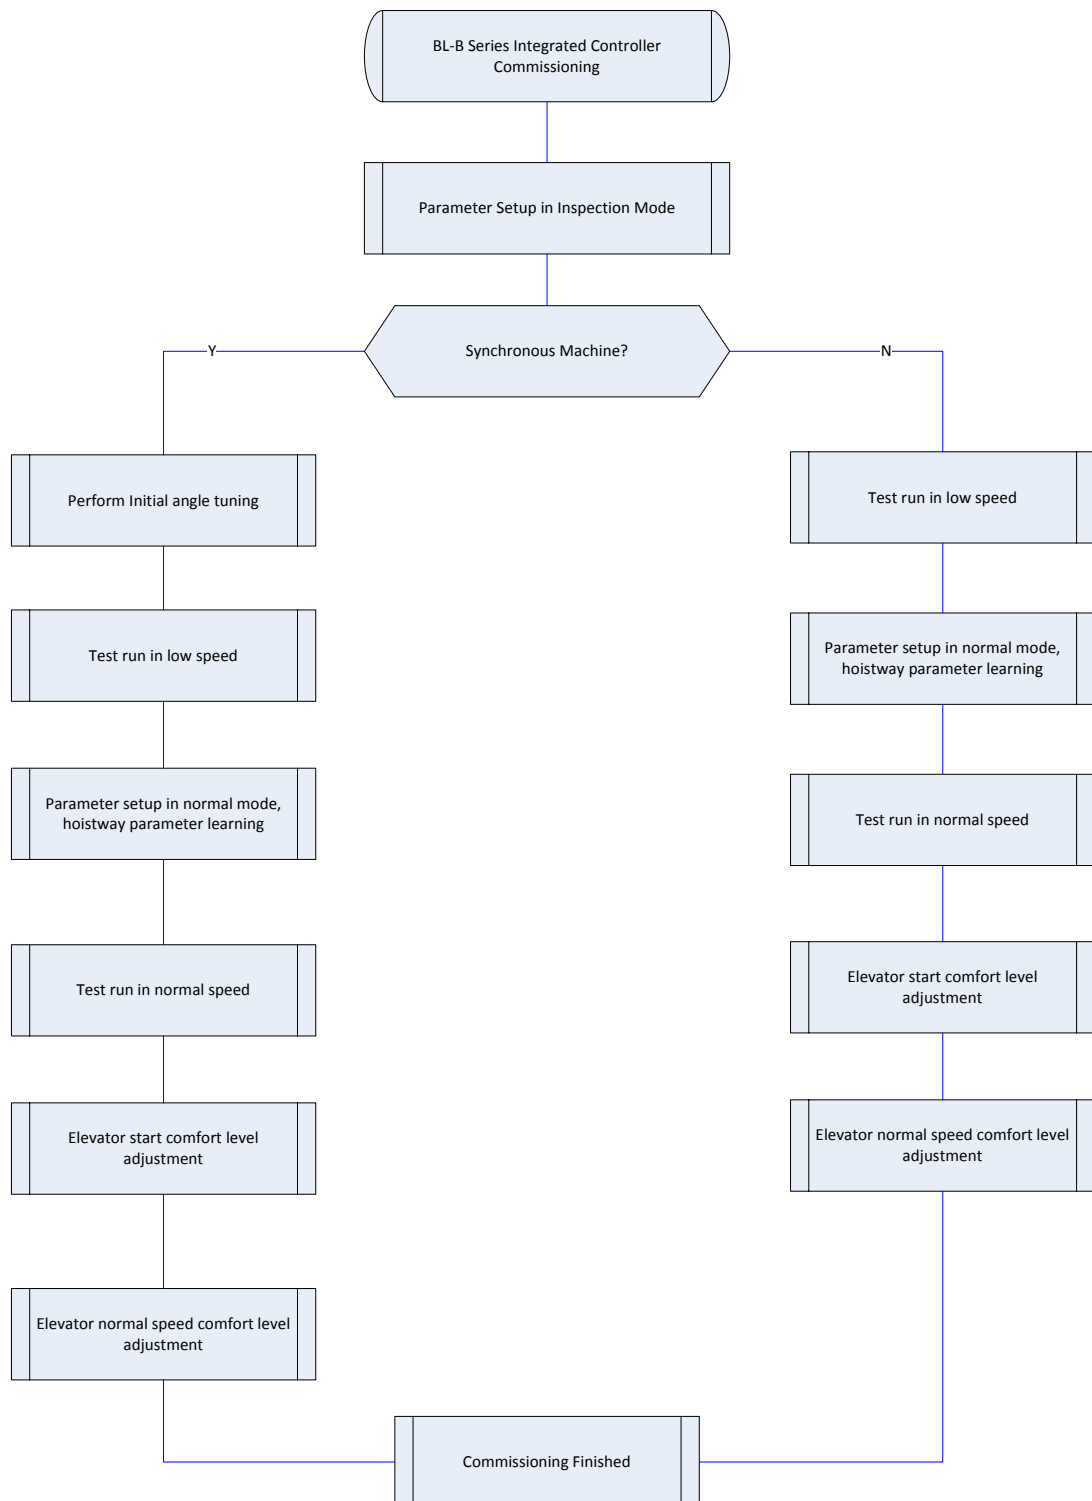 BL-B Series Integrated Controller
Commissioning
Parameter Setup in Inspection Mode
Synchronous Machine?
Y
N
Perform Initial angle tuning
Test run in low speed
Parameter setup in normal mode,
hoistway parameter learning
Test run in normal speed
Elevator start comfort level
adjustment
Elevator normal speed comfort level
adjustment
Test run in low speed
Parameter setup in normal mode,
hoistway parameter learning
Test run in normal speed
Elevator start comfort level
adjustment
Elevator normal speed comfort level
adjustment
Commissioning Finished